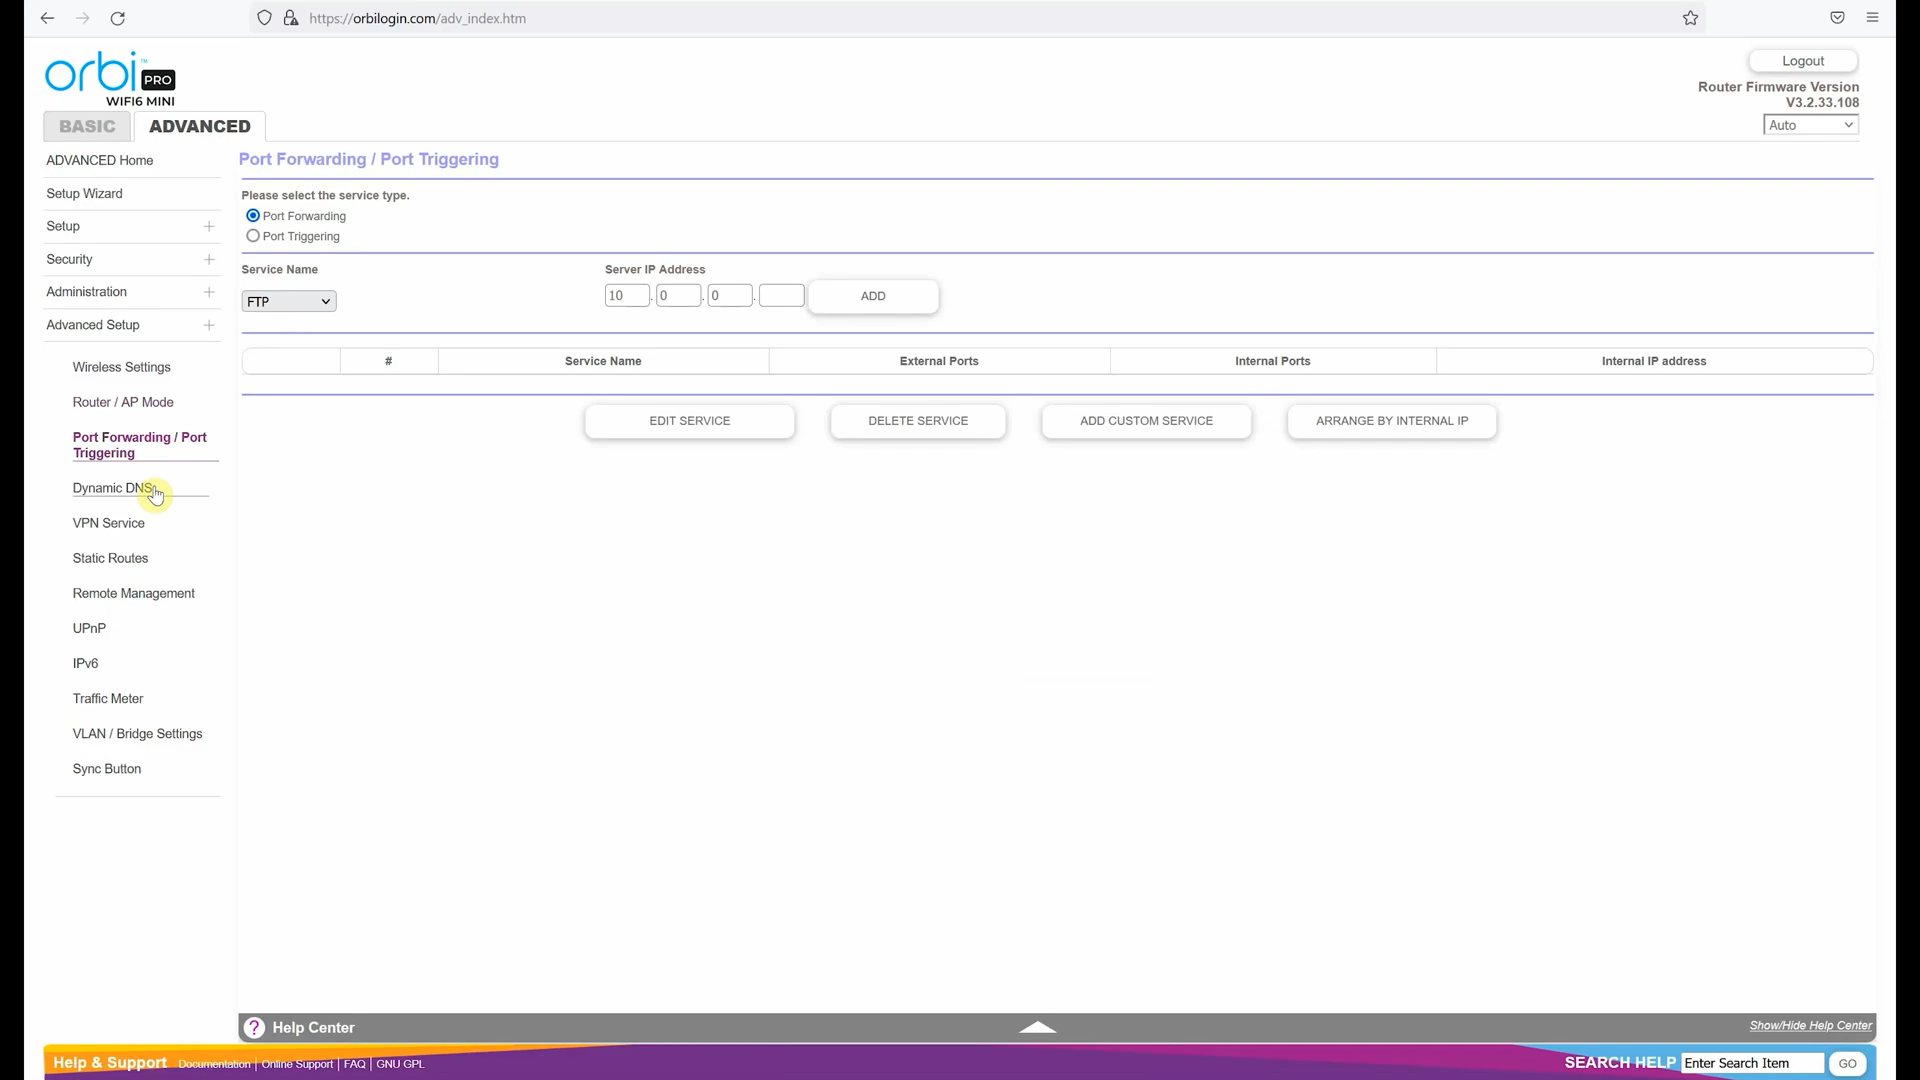 https://orbilogin.com/adv_index.htm
orbi™ PRO
WIFI6 MINI
Logout
Router Firmware Version
V3.2.33.108
Auto
BASIC
ADVANCED
ADVANCED Home
Setup Wizard
Setup +
Security +
Administration +
Advanced Setup +
Wireless Settings
Router / AP Mode
Port Forwarding / Port
Triggering
Dynamic DNS
VPN Service
Static Routes
Remote Management
UPnP
IPv6
Traffic Meter
VLAN / Bridge Settings
Sync Button
Port Forwarding / Port Triggering
Please select the service type.
Port Forwarding
Port Triggering
Service Name
Server IP Address
FTP
10 . 0 . 0 .
ADD
# Service Name External Ports Internal Ports Internal IP address
EDIT SERVICE DELETE SERVICE ADD CUSTOM SERVICE ARRANGE BY INTERNAL IP
? Help Center
Show/Hide Help Center
Help & Support Documentation | Online Support | FAQ | GNU GPL
SEARCH HELP Enter Search Item GO